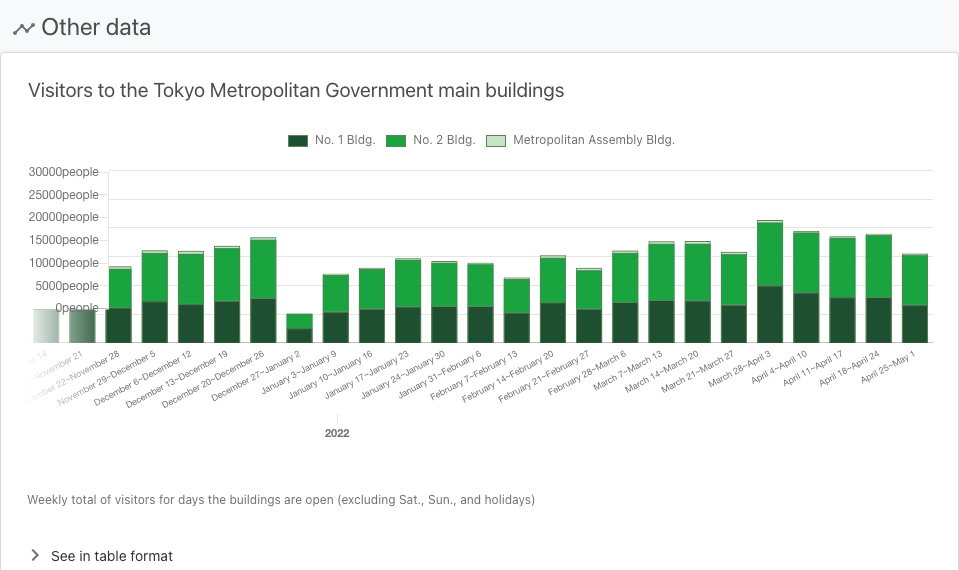 Other data
Visitors to the Tokyo Metropolitan Government main buildings
No. 1 Bldg. No. 2 Bldg. Metropolitan Assembly Bldg.
30000people
25000people
20000people
15000people
10000people
5000people
0people
14
November 21
22~November 28
November 29~December 5
December 6~December 12
December 13~December 19
December 20~December 26
December 27~January 2
January 3~January 9
January 10~January 16
January 17~January 23
January 24~January 30
January 31~February 6
February 7~February 13
February 14~February 20
February 21~February 27
February 28~March 6
March 7~March 13
March 14~March 20
March 21~March 27
March 28~April 3
April 4~April 10
April 11~April 17
April 18~April 24
April 25~May 1
2022
Weekly total of visitors for days the buildings are open (excluding Sat., Sun., and holidays)
See in table format